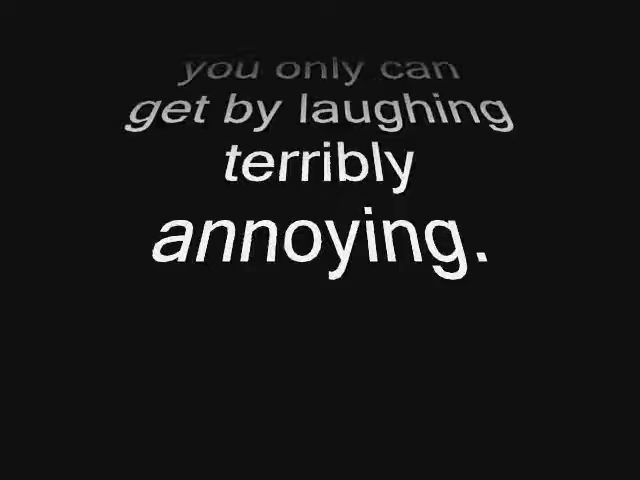 you only can
get by laughing
terribly
annoying.